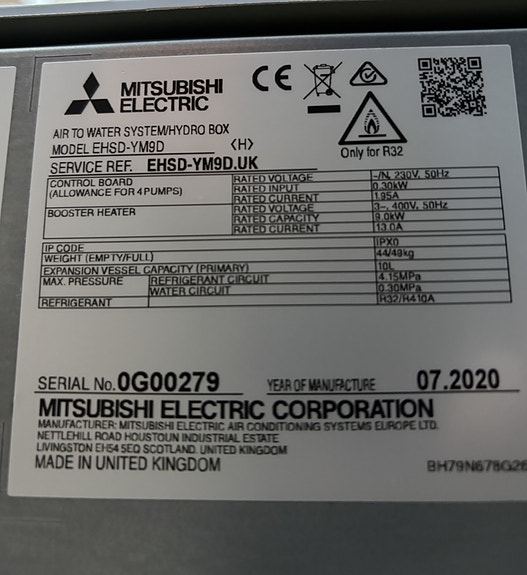 MITSUBISHI
ELECTRIC
CE
AIR TO WATER SYSTEM/HYDRO BOX
MODEL EHSD-YM9D <H>
Only for R32
SERVICE REF. EHSD-YM9D.UK
CONTROL BOARD
(ALLOWANCE FOR 4 PUMPS)
RATED VOLTAGE ~/N, 230V, 50Hz
RATED INPUT 0.30kW
RATED CURRENT 1.95A
BOOSTER HEATER
RATED VOLTAGE 3~, 400V, 50Hz
RATED CAPACITY 9.0kW
RATED CURRENT 13.0A
IP CODE IPX0
WEIGHT (EMPTY/FULL) 44/49kg
EXPANSION VESSEL CAPACITY (PRIMARY) 10L
MAX. PRESSURE REFRIGERANT CIRCUIT 4.15MPa
WATER CIRCUIT 0.30MPa
REFRIGERANT R32/R410A
SERIAL No. 0G00279 YEAR OF MANUFACTURE 07.2020
MITSUBISHI ELECTRIC CORPORATION
MANUFACTURER: MITSUBISHI ELECTRIC AIR CONDITIONING SYSTEMS EUROPE LTD.
NETTLEHILL ROAD HOUSTOUN INDUSTRIAL ESTATE
LIVINGSTON EH54 5EQ SCOTLAND. UNITED KINGDOM
MADE IN UNITED KINGDOM